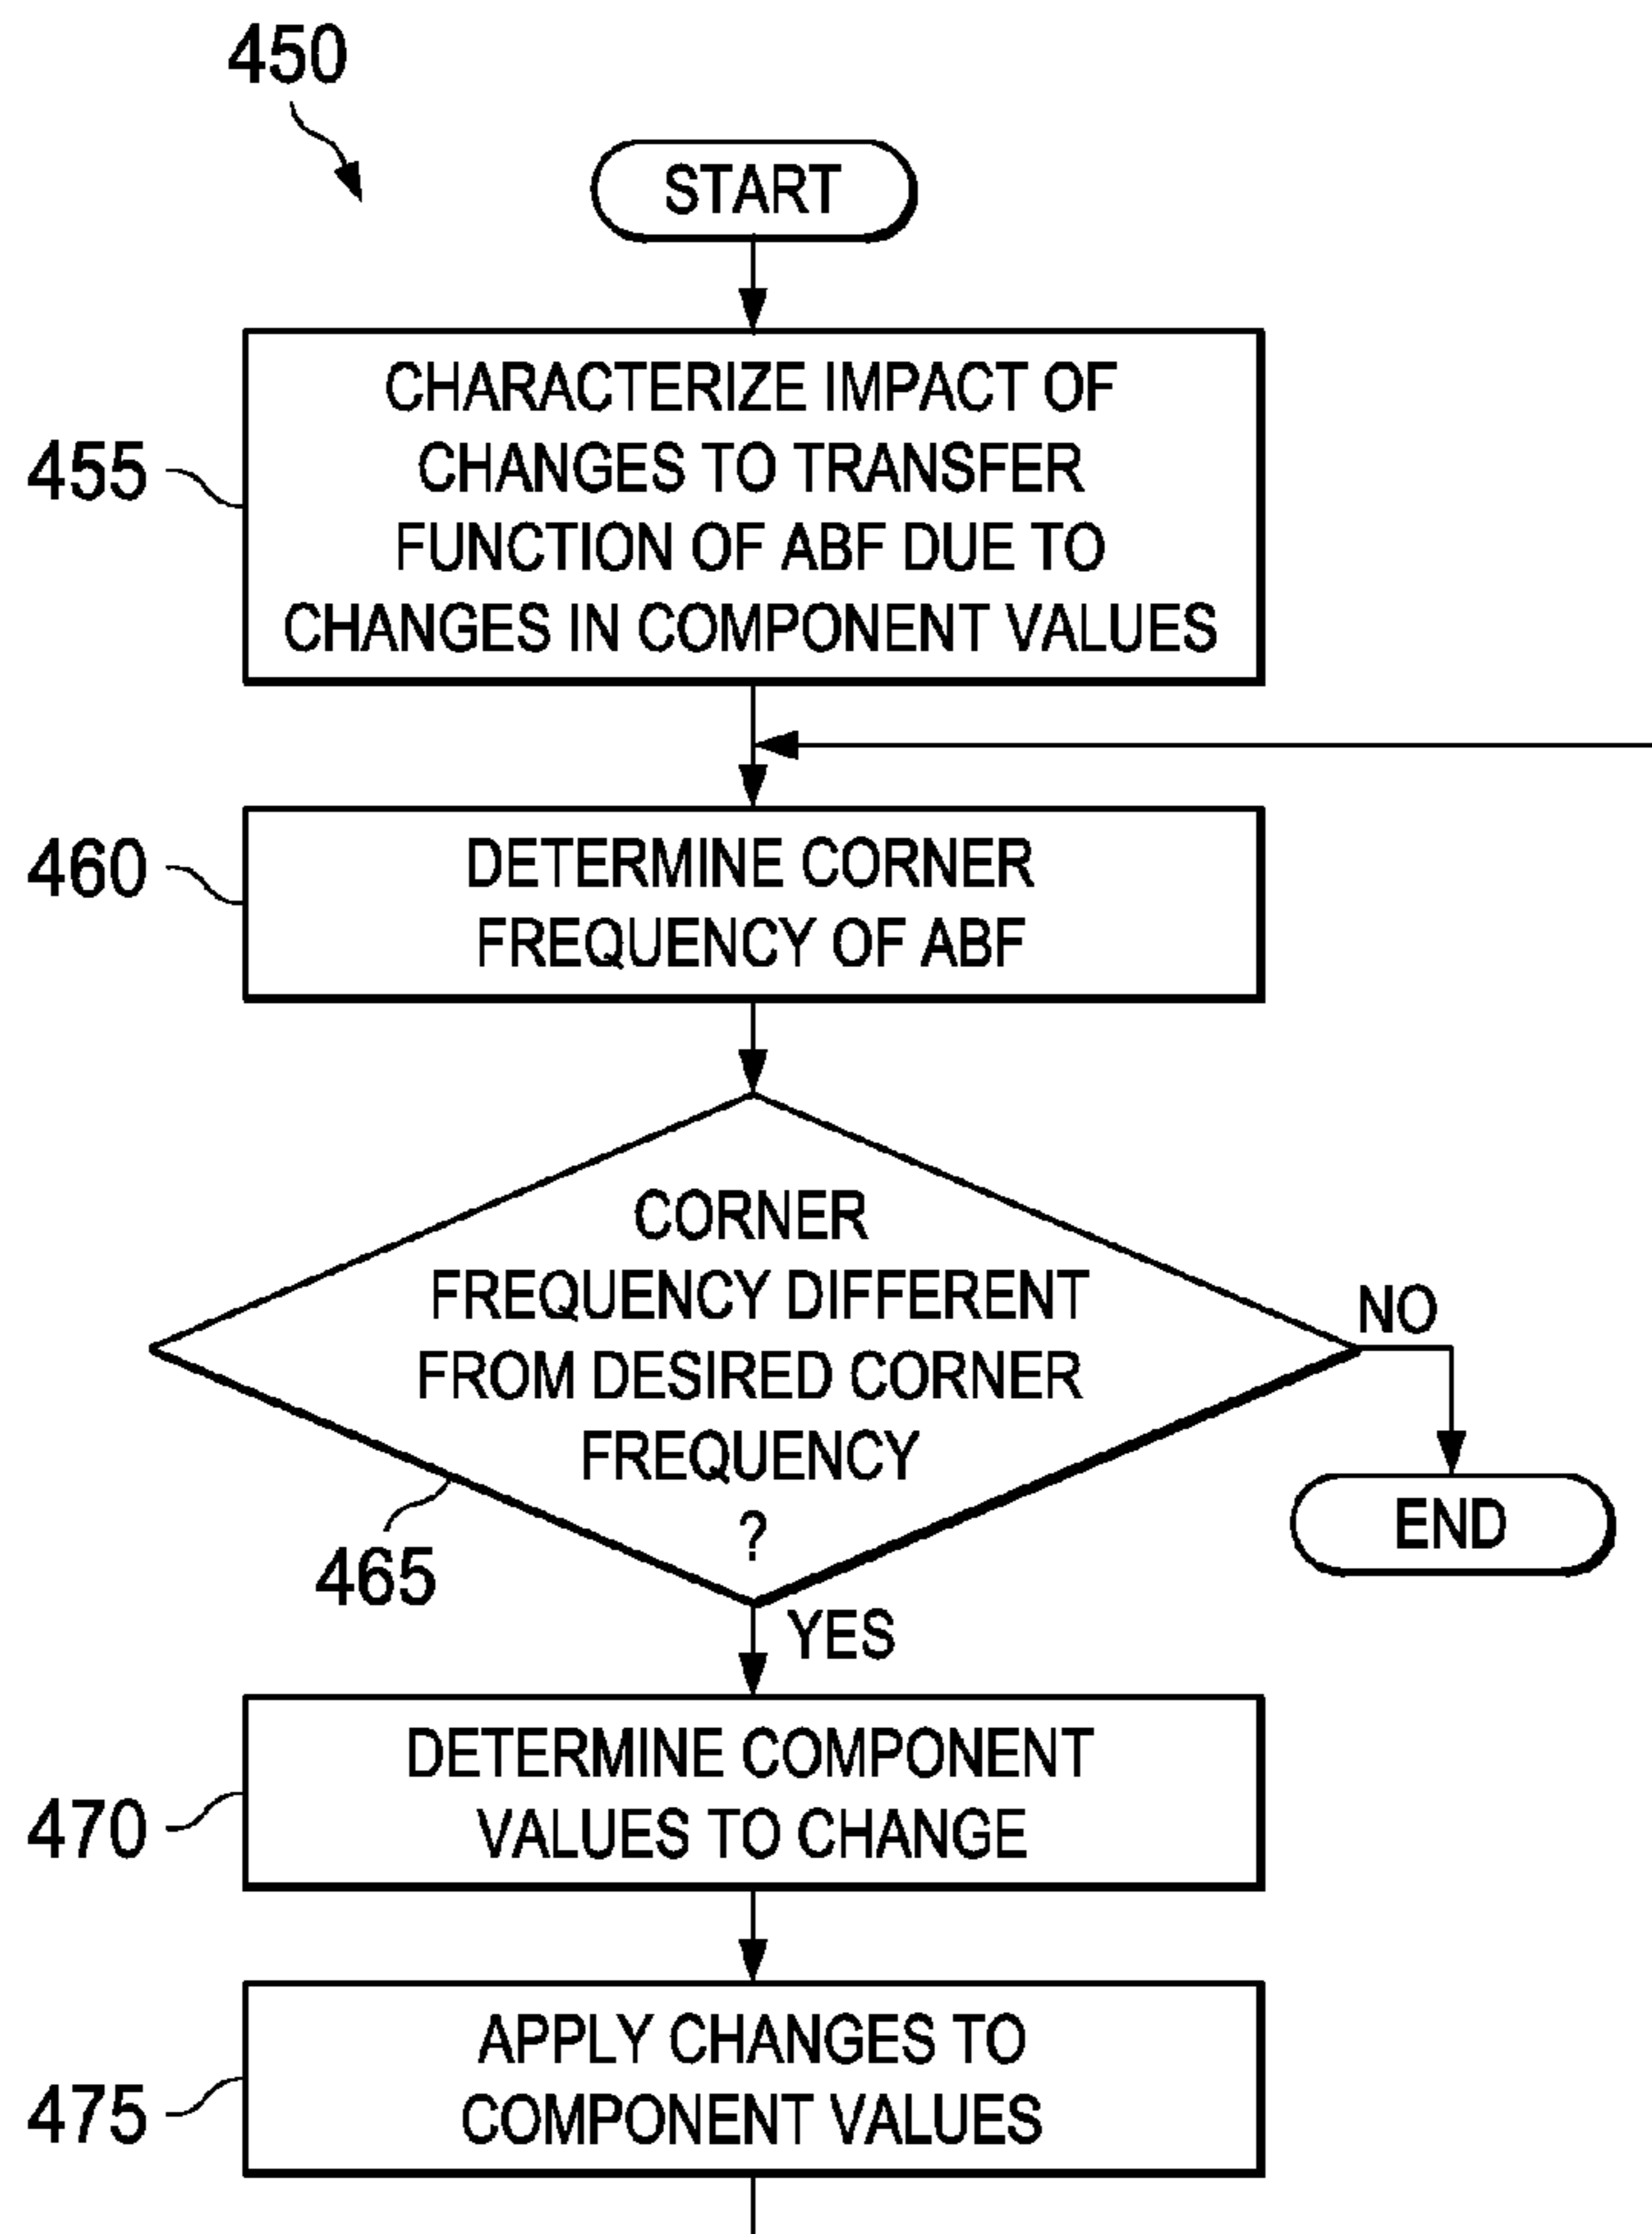 450
START
455
CHARACTERIZE IMPACT OF
CHANGES TO TRANSFER
FUNCTION OF ABF DUE TO
CHANGES IN COMPONENT VALUES
460
DETERMINE CORNER
FREQUENCY OF ABF
CORNER
FREQUENCY DIFFERENT
FROM DESIRED CORNER
FREQUENCY
?
465
NO
END
YES
470
DETERMINE COMPONENT
VALUES TO CHANGE
475
APPLY CHANGES TO
COMPONENT VALUES